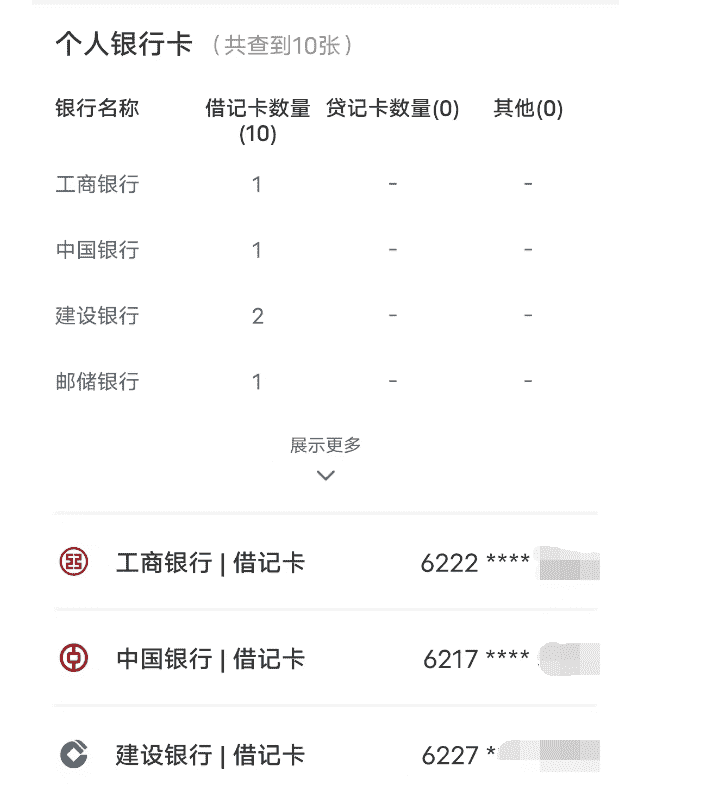 个人银行卡 （共查到10张）
银行名称 借记卡数量(10) 贷记卡数量(0) 其他(0)
工商银行 1 - -
中国银行 1 - -
建设银行 2 - -
邮储银行 1 - -
展示更多
工商银行 | 借记卡 6222 ****
中国银行 | 借记卡 6217 ****
建设银行 | 借记卡 6227 *